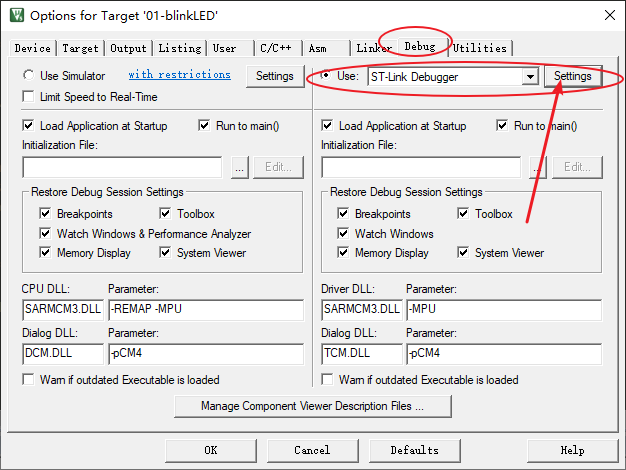 Options for Target '01-blinkLED'
Device Target Output Listing User C/C++ Asm Linker Debug Utilities
Use Simulator with restrictions Settings
Limit Speed to Real-Time
Use: ST-Link Debugger Settings
Load Application at Startup Run to main()
Initialization File:
... Edit...
Restore Debug Session Settings
Breakpoints Toolbox
Watch Windows & Performance Analyzer
Memory Display System Viewer
CPU DLL: Parameter:
SARMCM3.DLL -REMAP -MPU
Dialog DLL: Parameter:
DCM.DLL -pCM4
Warn if outdated Executable is loaded
Load Application at Startup Run to main()
Initialization File:
... Edit...
Restore Debug Session Settings
Breakpoints Toolbox
Watch Windows
Memory Display System Viewer
Driver DLL: Parameter:
SARMCM3.DLL -MPU
Dialog DLL: Parameter:
TCM.DLL -pCM4
Warn if outdated Executable is loaded
Manage Component Viewer Description Files ...
OK Cancel Defaults Help